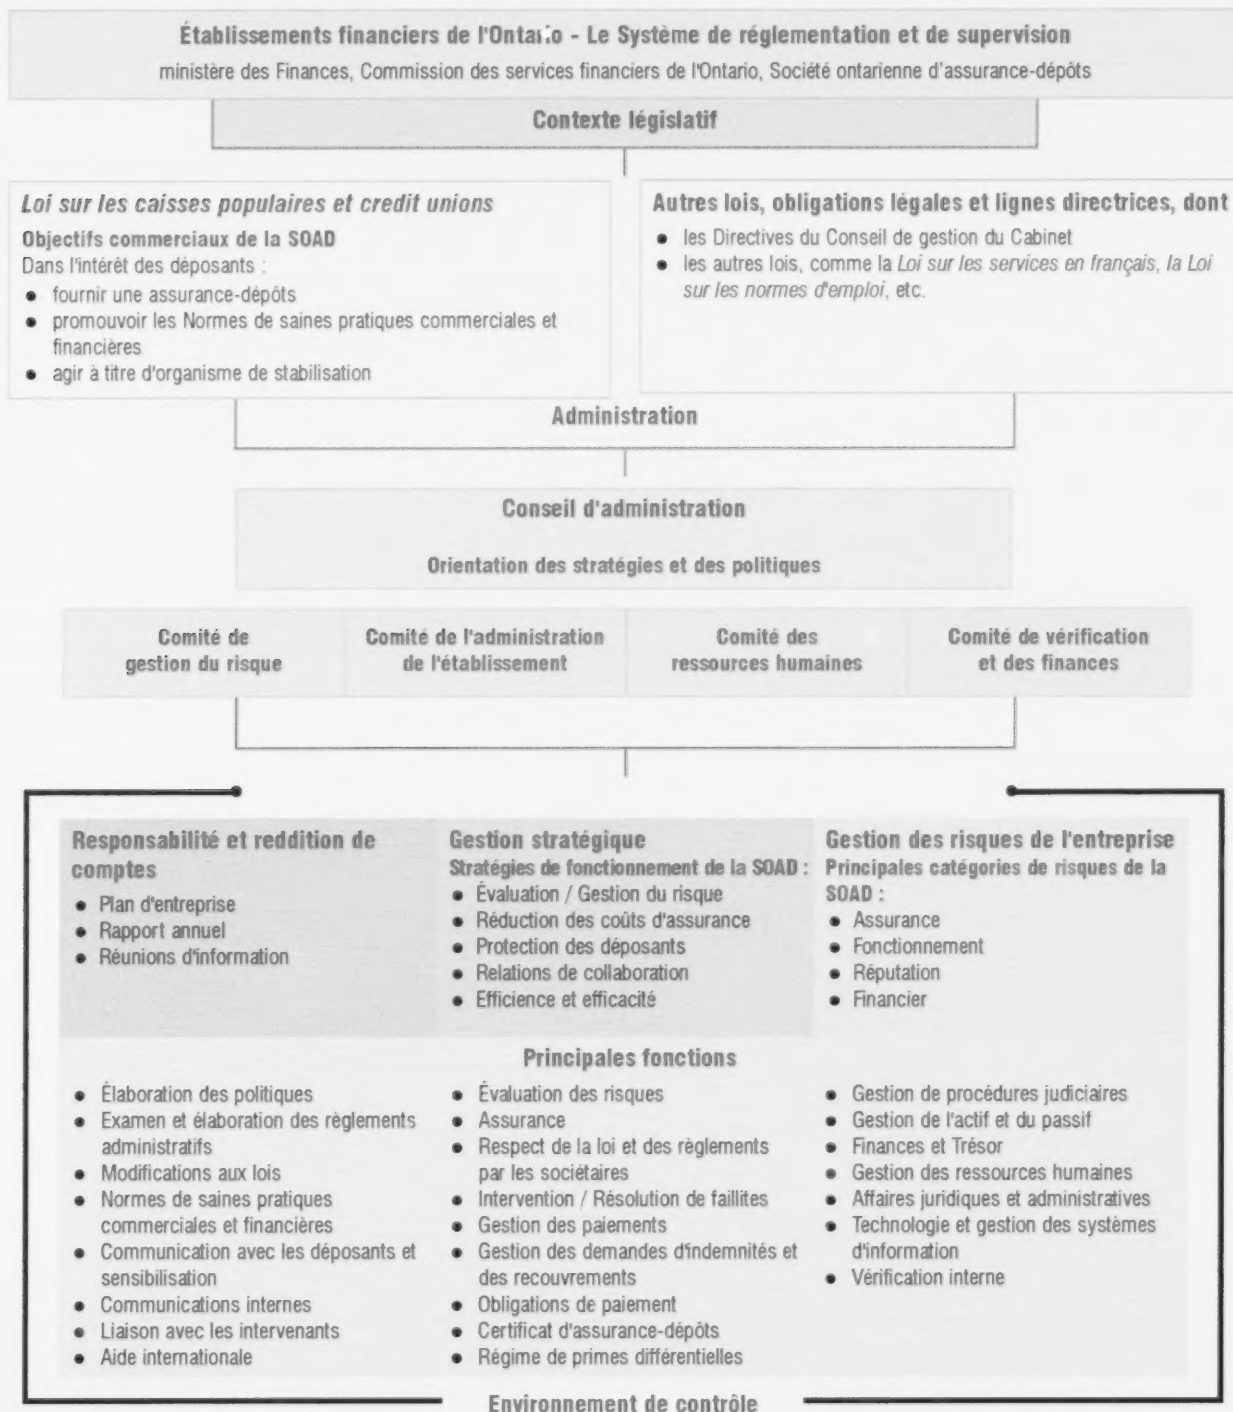 Établissements financiers de l'Ontario - Le Système de réglementation et de supervision
ministère des Finances, Commission des services financiers de l'Ontario, Société ontarienne d'assurance-dépôts
Contexte législatif
Loi sur les caisses populaires et credit unions
Objectifs commerciaux de la SOAD
Dans l'intérêt des déposants :
● fournir une assurance-dépôts
● promouvoir les Normes de saines pratiques commerciales et
financières
● agir à titre d'organisme de stabilisation
Autres lois, obligations légales et lignes directrices, dont
● les Directives du Conseil de gestion du Cabinet
● les autres lois, comme la Loi sur les services en français, la Loi
sur les normes d'emploi, etc.
Administration
Conseil d'administration
Orientation des stratégies et des politiques
Comité de
gestion du risque
Comité de l'administration
de l'établissement
Comité des
ressources humaines
Comité de vérification
et des finances
Responsabilité et reddition de
comptes
● Plan d'entreprise
● Rapport annuel
● Réunions d'information
Gestion stratégique
Stratégies de fonctionnement de la SOAD :
● Évaluation / Gestion du risque
● Réduction des coûts d'assurance
● Protection des déposants
● Relations de collaboration
● Efficience et efficacité
Gestion des risques de l'entreprise
Principales catégories de risques de la
SOAD :
● Assurance
● Fonctionnement
● Réputation
● Financier
Principales fonctions
● Élaboration des politiques
● Examen et élaboration des règlements
administratifs
● Modifications aux lois
● Normes de saines pratiques
commerciales et financières
● Communication avec les déposants et
sensibilisation
● Communications internes
● Liaison avec les intervenants
● Aide internationale
● Évaluation des risques
● Assurance
● Respect de la loi et des règlements
par les sociétaires
● Intervention / Résolution de faillites
● Gestion des paiements
● Gestion des demandes d'indemnités et
des recouvrements
● Obligations de paiement
● Certificat d'assurance-dépôts
● Régime de primes différentielles
● Gestion de procédures judiciaires
● Gestion de l'actif et du passif
● Finances et Trésor
● Gestion des ressources humaines
● Affaires juridiques et administratives
● Technologie et gestion des systèmes
d'information
● Vérification interne
Environnement de contrôle